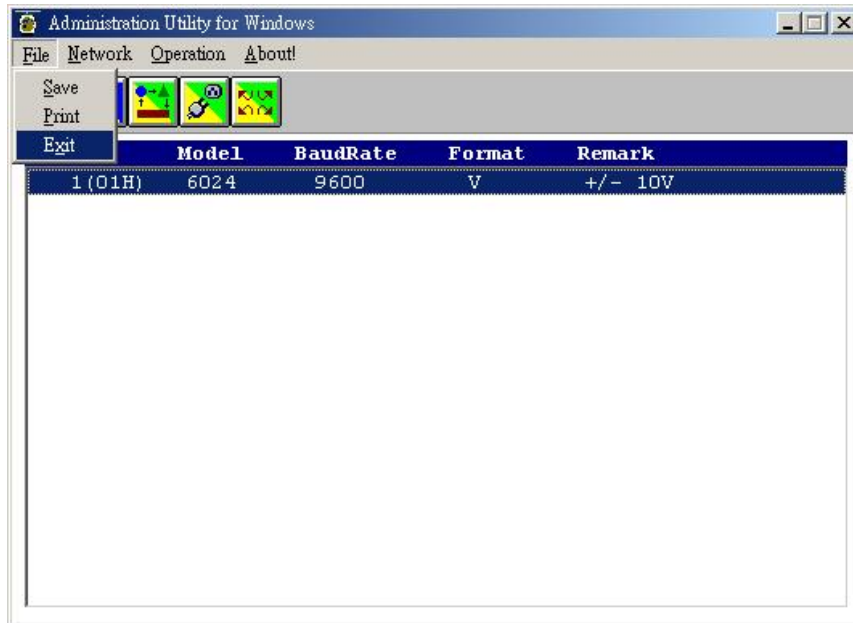 Administration Utility for Windows
File Network Operation About!
Save
Print
Exit
Model BaudRate Format Remark
1(01H) 6024 9600 V +/- 10V